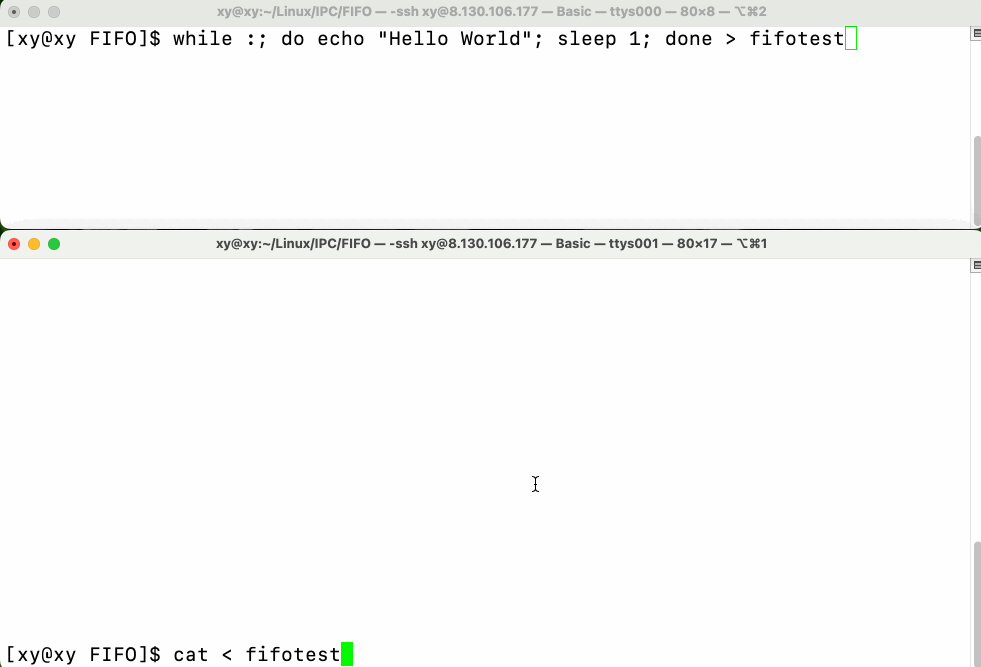 xy@xy:~/Linux/IPC/FIFO — -ssh xy@8.130.106.177 — Basic — ttys000 — 80×8 — ⌥⌘2
[xy@xy FIFO]$ while :; do echo "Hello World"; sleep 1; done > fifotest
xy@xy:~/Linux/IPC/FIFO — -ssh xy@8.130.106.177 — Basic — ttys001 — 80×17 — ⌥⌘1
[xy@xy FIFO]$ cat < fifotest